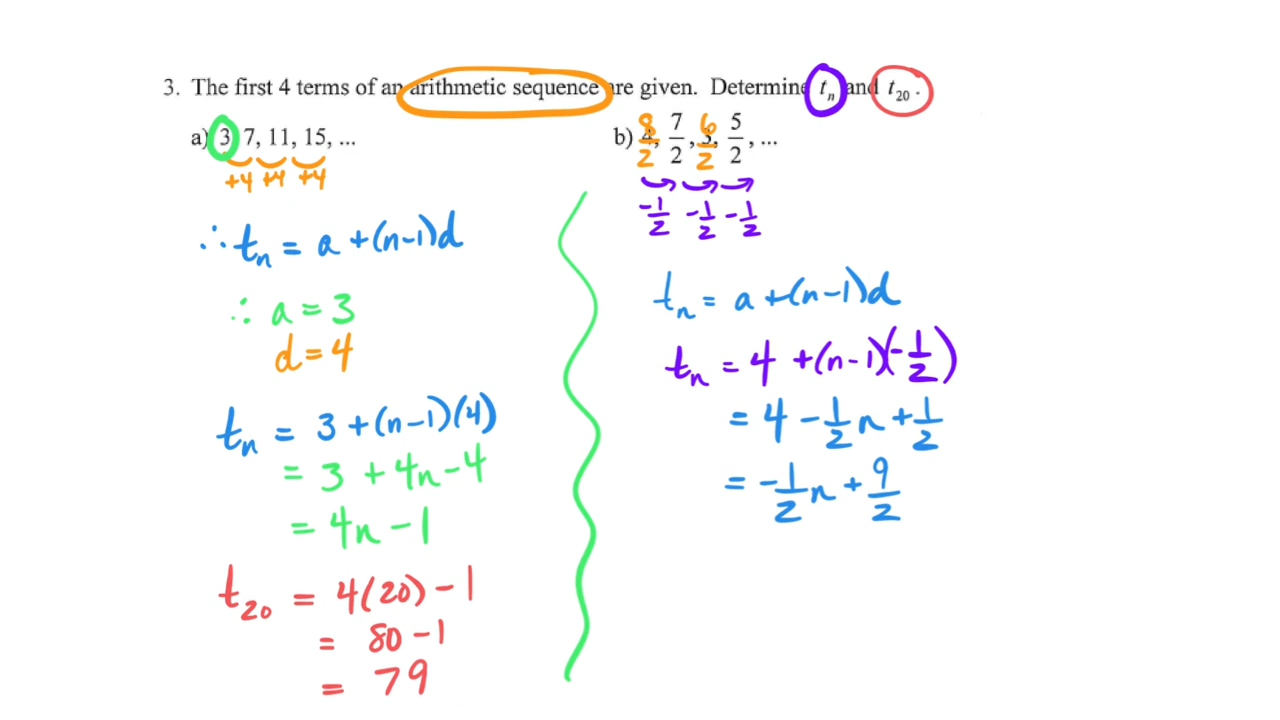 3. The first 4 terms of an arithmetic sequence are given. Determine tₙ and t₂₀.
a) 3, 7, 11, 15, ...
+4 +4 +4
∴ tₙ = a + (n-1)d
∴ a = 3
d = 4
tₙ = 3 + (n-1)(4)
= 3 + 4n - 4
= 4n - 1
t₂₀ = 4(20) - 1
= 80 - 1
= 79
8/2 6/2
b) 4, 7/2, 3, 5/2, ...
-1/2 -1/2 -1/2
tₙ = a + (n-1)d
tₙ = 4 + (n-1)(-1/2)
= 4 - 1/2n + 1/2
= -1/2n + 9/2